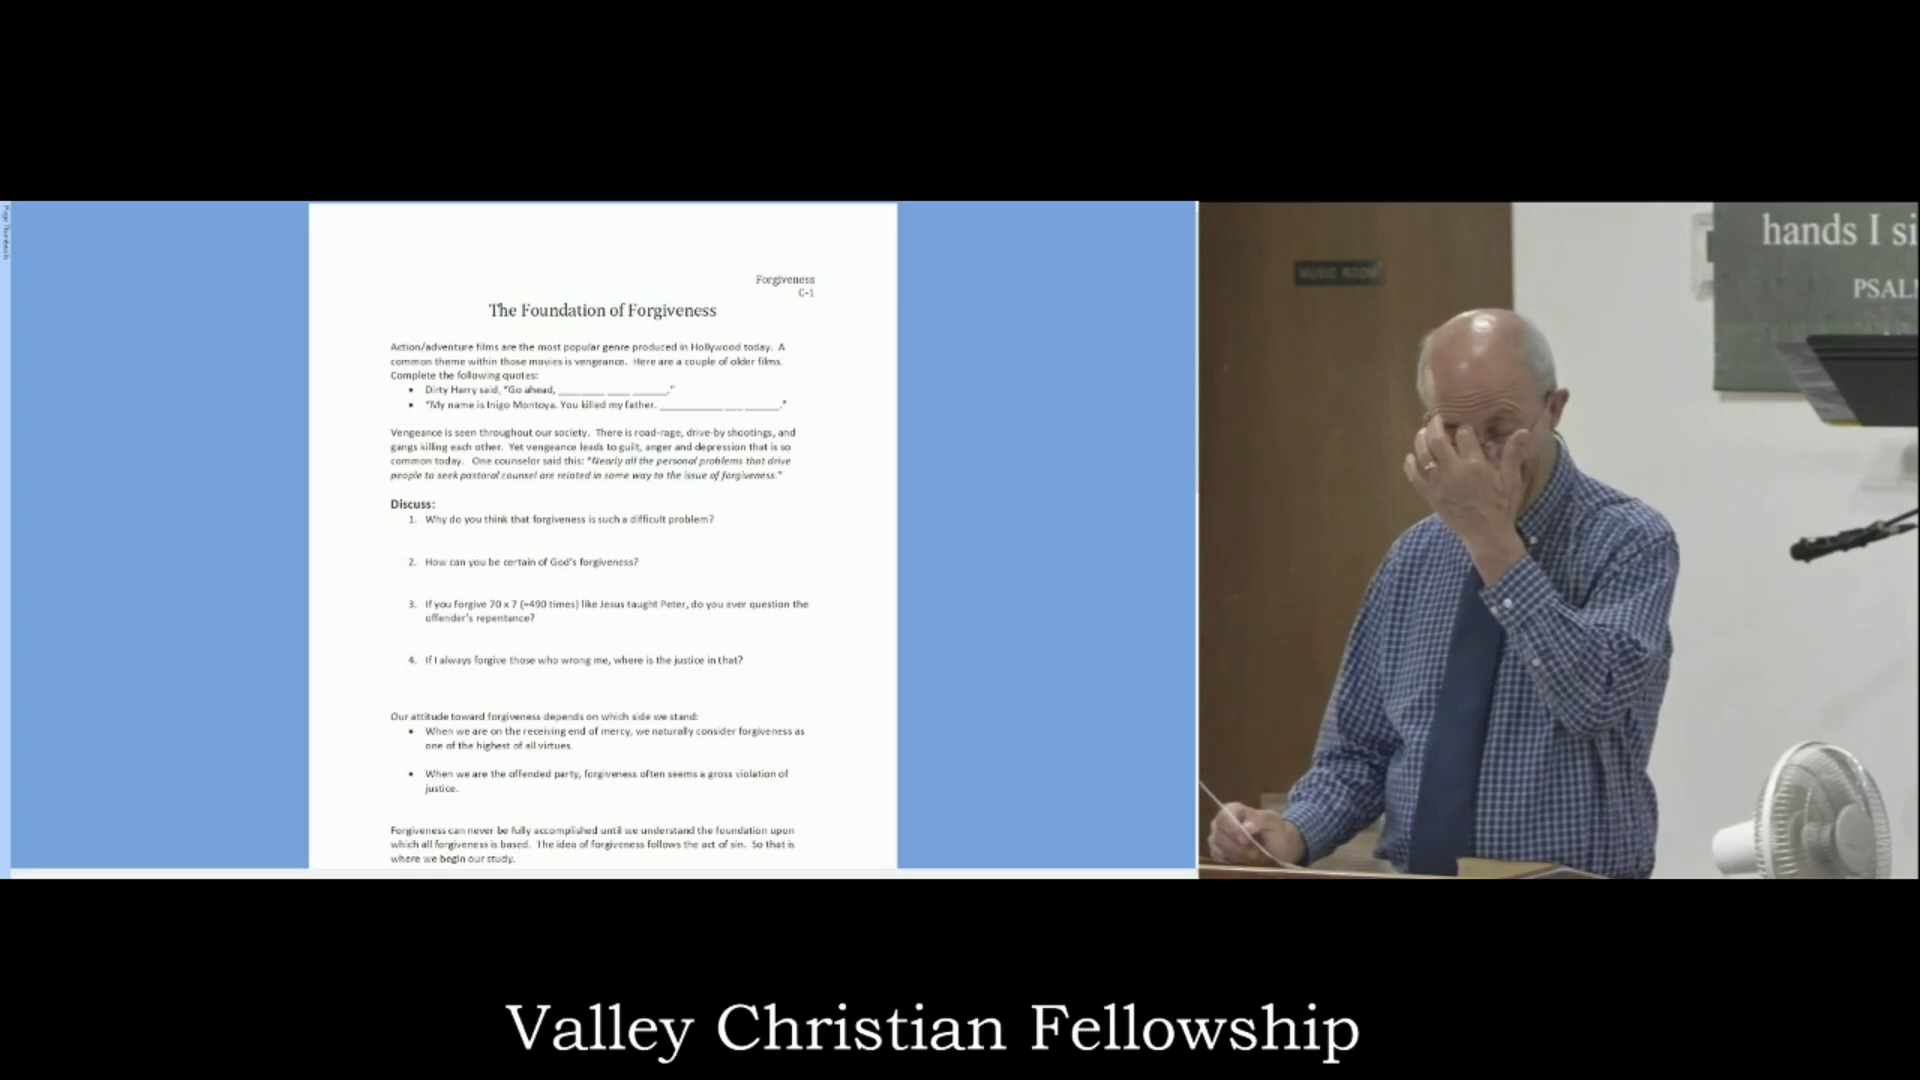 Page Thumbnails
Forgiveness
C-1
The Foundation of Forgiveness
Action/adventure films are the most popular genre produced in Hollywood today. A
common theme within those movies is vengeance. Here are a couple of older films.
Complete the following quotes:
• Dirty Harry said, "Go ahead, ________ ____ ______."
• "My name is Inigo Montoya. You killed my father. ___________ ___ ______."
Vengeance is seen throughout our society. There is road-rage, drive-by shootings, and
gangs killing each other. Yet vengeance leads to guilt, anger and depression that is so
common today. One counselor said this: "Nearly all the personal problems that drive
people to seek pastoral counsel are related in some way to the issue of forgiveness."
Discuss:
1. Why do you think that forgiveness is such a difficult problem?
2. How can you be certain of God's forgiveness?
3. If you forgive 70 x 7 (=490 times) like Jesus taught Peter, do you ever question the
offender's repentance?
4. If I always forgive those who wrong me, where is the justice in that?
Our attitude toward forgiveness depends on which side we stand:
• When we are on the receiving end of mercy, we naturally consider forgiveness as
one of the highest of all virtues.
• When we are the offended party, forgiveness often seems a gross violation of
justice.
Forgiveness can never be fully accomplished until we understand the foundation upon
which all forgiveness is based. The idea of forgiveness follows the act of sin. So that is
where we begin our study.
MUSIC ROOM
hands I si
PSAL
Valley Christian Fellowship